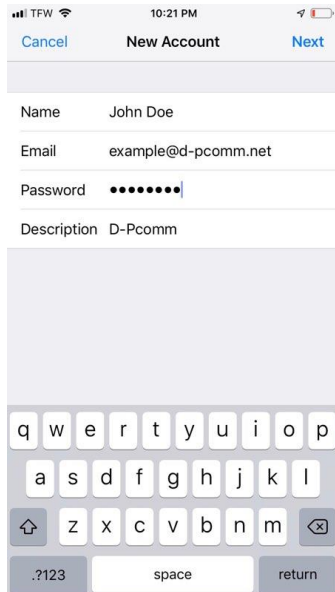 TFW 10:21 PM
Cancel New Account Next
Name John Doe
Email example@d-pcomm.net
Password ●●●●●●●●
Description D-Pcomm
q w e r t y u i o p
a s d f g h j k l
z x c v b n m
.?123 space return